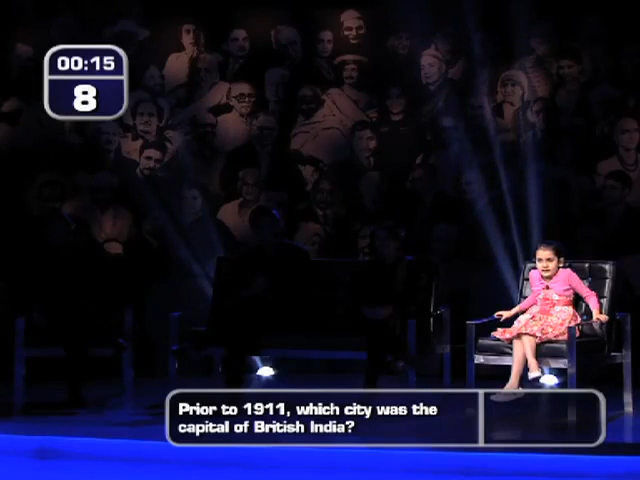 00:15
8
Prior to 1911, which city was the
capital of British India?